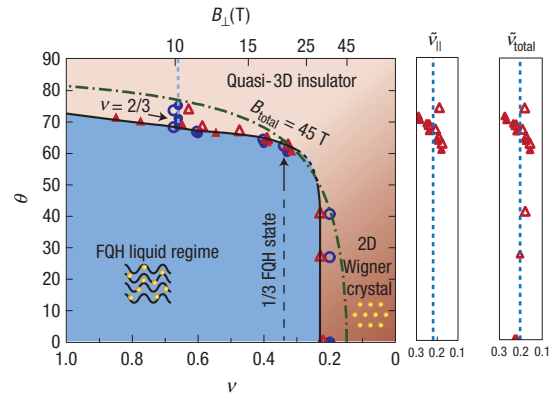 B⊥(T)
10 20 30 45
ν̃|| ν̃total
90
80
70
60
50
40
30
20
10
0
θ
Quasi-3D insulator
ν = 2/3
Btotal = 45 T
FQH liquid regime
1/3 FQH state
2D
Wigner
crystal
1.0 0.8 0.6 0.4 0.2 0
ν
0.3 0.2 0.1
0.3 0.2 0.1